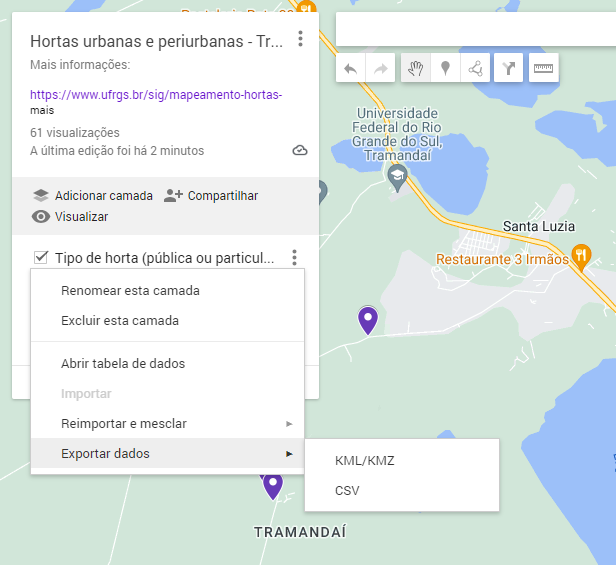 Hortas urbanas e periurbanas - Tr...
Mais informações:
https://www.ufrgs.br/sig/mapeamento-hortas-
mais
61 visualizações
A última edição foi há 2 minutos
Adicionar camada
Compartilhar
Visualizar
Tipo de horta (pública ou particul...
Renomear esta camada
Excluir esta camada
Abrir tabela de dados
Importar
Reimportar e mesclar
Exportar dados
KML/KMZ
CSV
Universidade
Federal do Rio
Grande do Sul,
Tramandaí
Santa Luzia
Restaurante 3 Irmãos
TRAMANDAÍ